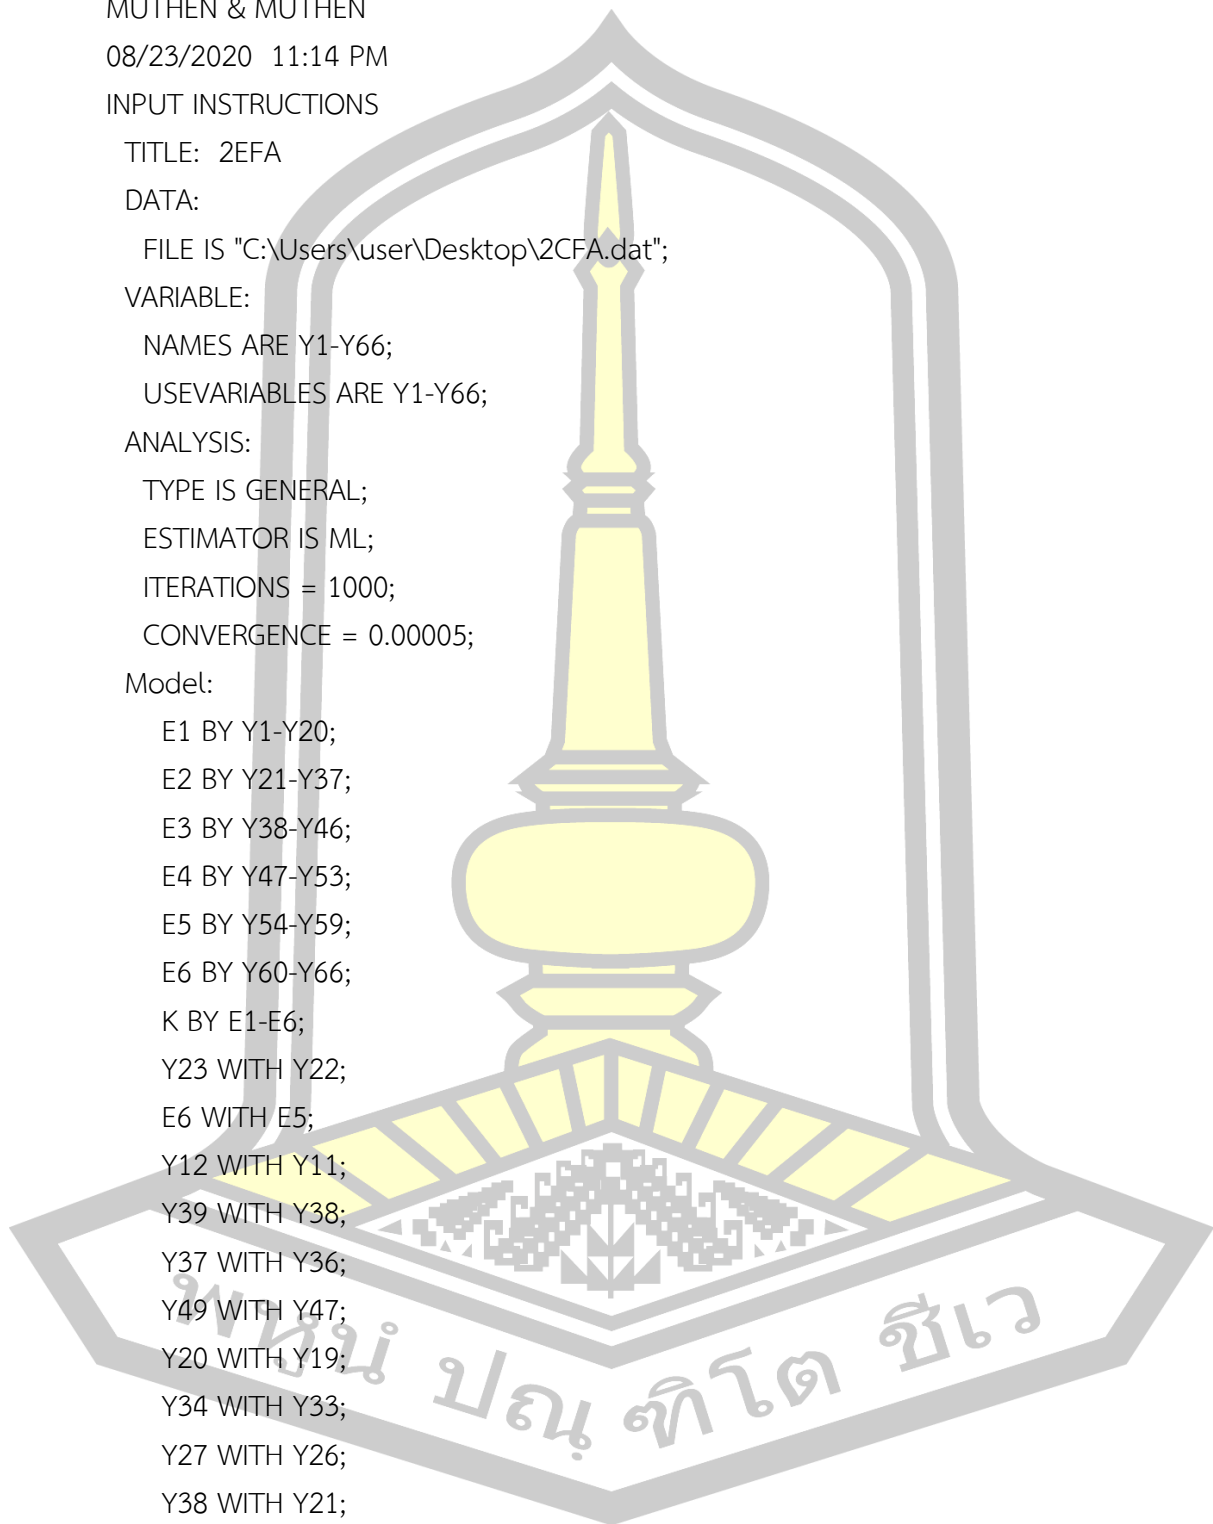 MUTHEN & MUTHEN
08/23/2020  11:14 PM
INPUT INSTRUCTIONS
TITLE:  2EFA
DATA:
FILE IS "C:\Users\user\Desktop\2CFA.dat";
VARIABLE:
NAMES ARE Y1-Y66;
USEVARIABLES ARE Y1-Y66;
ANALYSIS:
TYPE IS GENERAL;
ESTIMATOR IS ML;
ITERATIONS = 1000;
CONVERGENCE = 0.00005;
Model:
E1 BY Y1-Y20;
E2 BY Y21-Y37;
E3 BY Y38-Y46;
E4 BY Y47-Y53;
E5 BY Y54-Y59;
E6 BY Y60-Y66;
K BY E1-E6;
Y23 WITH Y22;
E6 WITH E5;
Y12 WITH Y11;
Y39 WITH Y38;
Y37 WITH Y36;
Y49 WITH Y47;
Y20 WITH Y19;
Y34 WITH Y33;
Y27 WITH Y26;
Y38 WITH Y21;
พหูนํ ปณฺฑิโต ชีเว